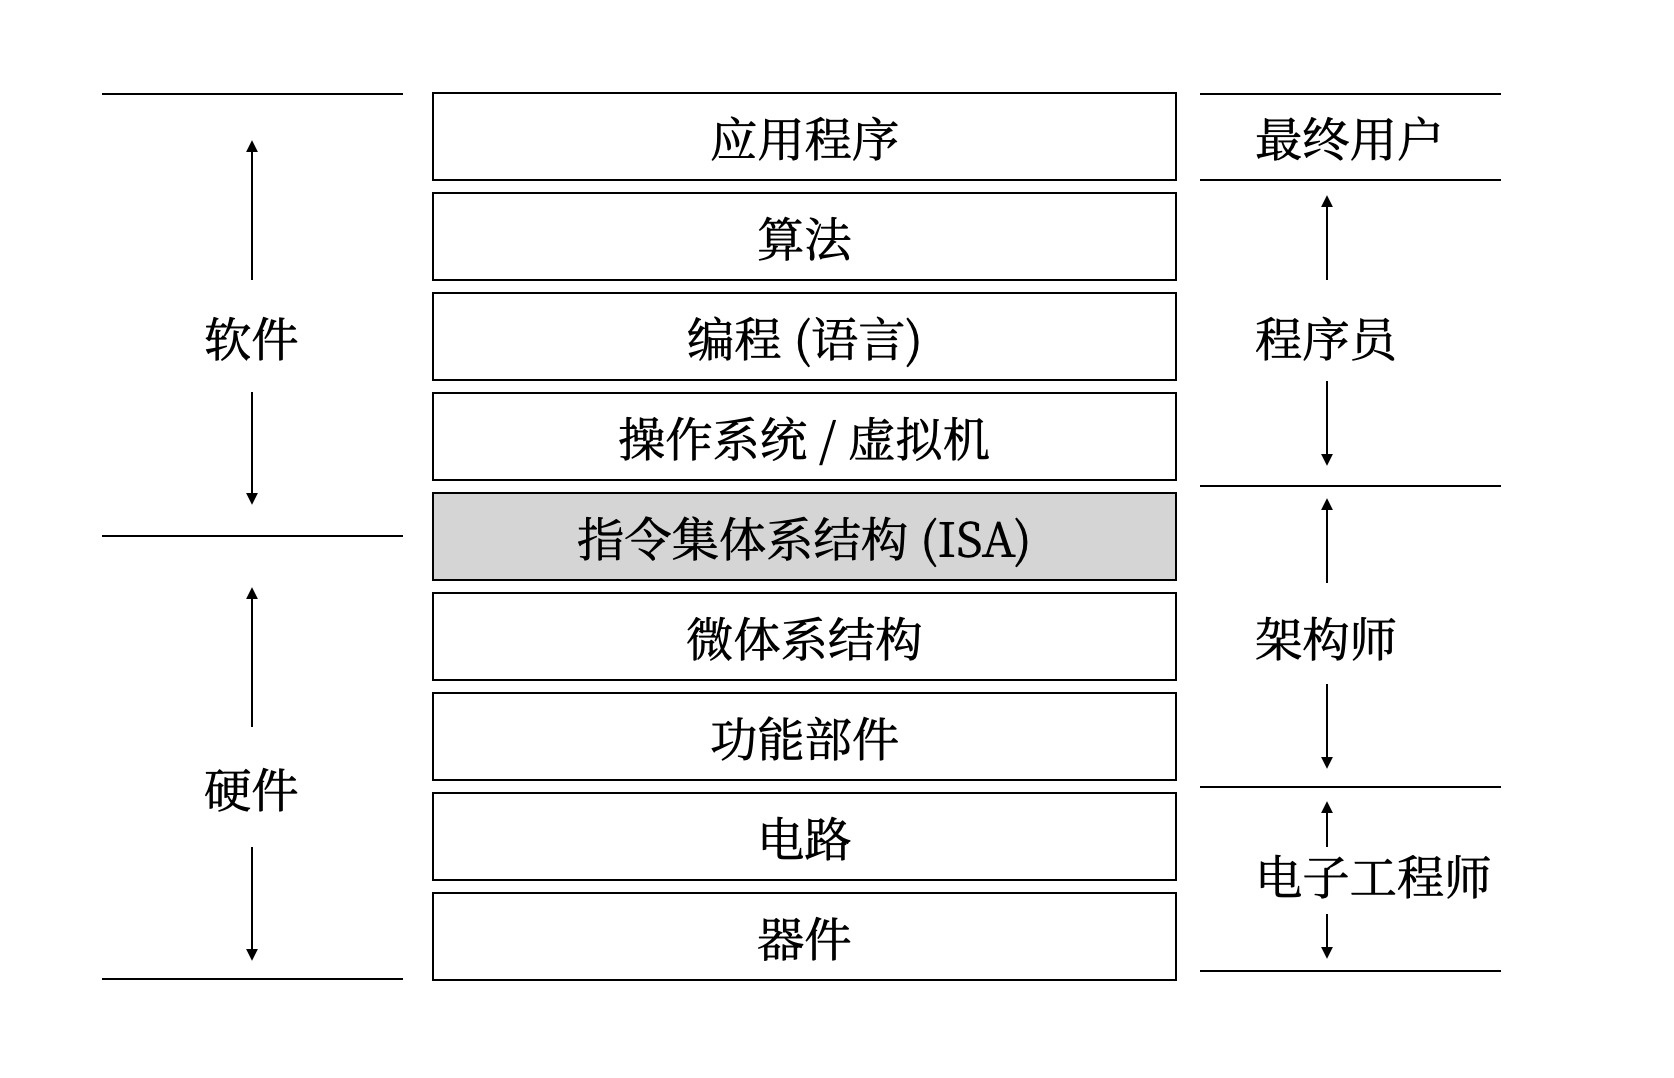 应用程序
最终用户
算法
软件
编程 (语言)
程序员
操作系统 / 虚拟机
指令集体系结构 (ISA)
微体系结构
架构师
功能部件
硬件
电路
电子工程师
器件